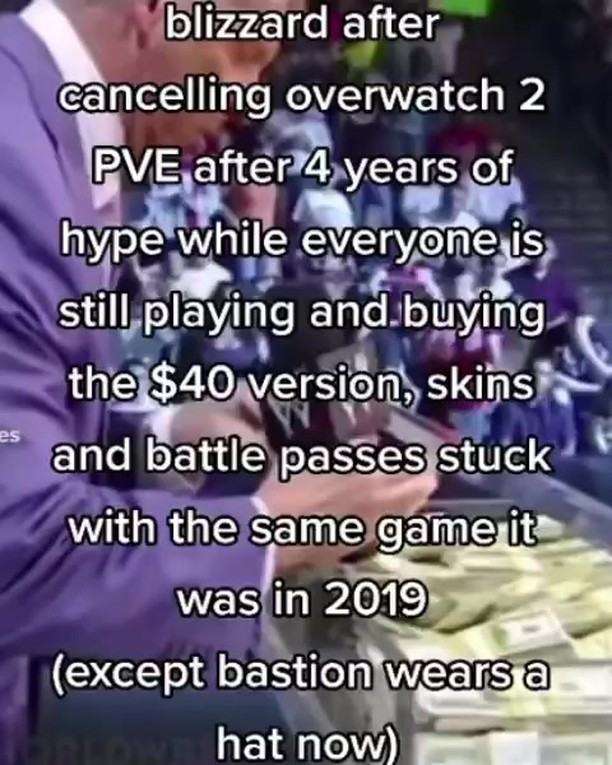 blizzard after
cancelling overwatch 2
PVE after 4 years of
hype while everyone is
still playing and buying
the $40 version, skins
es
and battle passes stuck
with the same game it
was in 2019
(except bastion wears a
hat now)